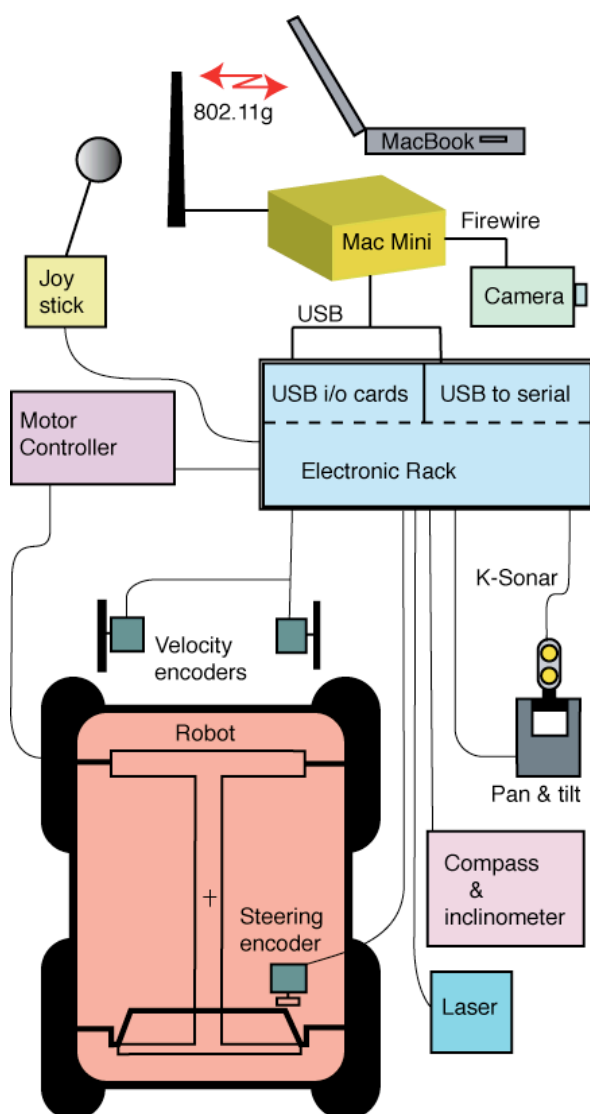 802.11g
MacBook
Mac Mini
Firewire
Camera
Joy
stick
USB
USB i/o cards
USB to serial
Motor
Controller
Electronic Rack
K-Sonar
Velocity
encoders
Robot
Pan & tilt
Compass
&
inclinometer
Steering
encoder
Laser